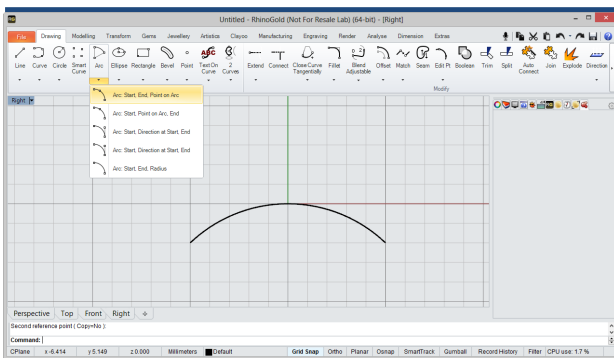 Untitled - RhinoGold (Not For Resale Lab) (64-bit) - [Right]
File Drawing Modelling Transform Gems Jewellery Artistics Clayoo Manufacturing Engraving Render Analyse Dimension Extras
Line Curve Circle Smart Curve Arc Ellipse Rectangle Bevel Point Text On Curve 2 Curves Extend Connect Close Curve Tangentially Fillet Blend Adjustable Offset Match Seam Edit Pt Boolean Trim Split Auto Connect Join Explode Direction
Modify
Right
Arc: Start, End, Point on Arc
Arc: Start, Point on Arc, End
Arc: Start, Direction at Start, End
Arc: Start, Direction at Start, End
Arc: Start, End, Radius
Perspective Top Front Right
Second reference point ( Copy=No ):
Command:
CPlane x -6.414 y 5.149 z 0.000 Millimeters Default Grid Snap Ortho Planar Osnap SmartTrack Gumball Record History Filter CPU use: 1.7 %